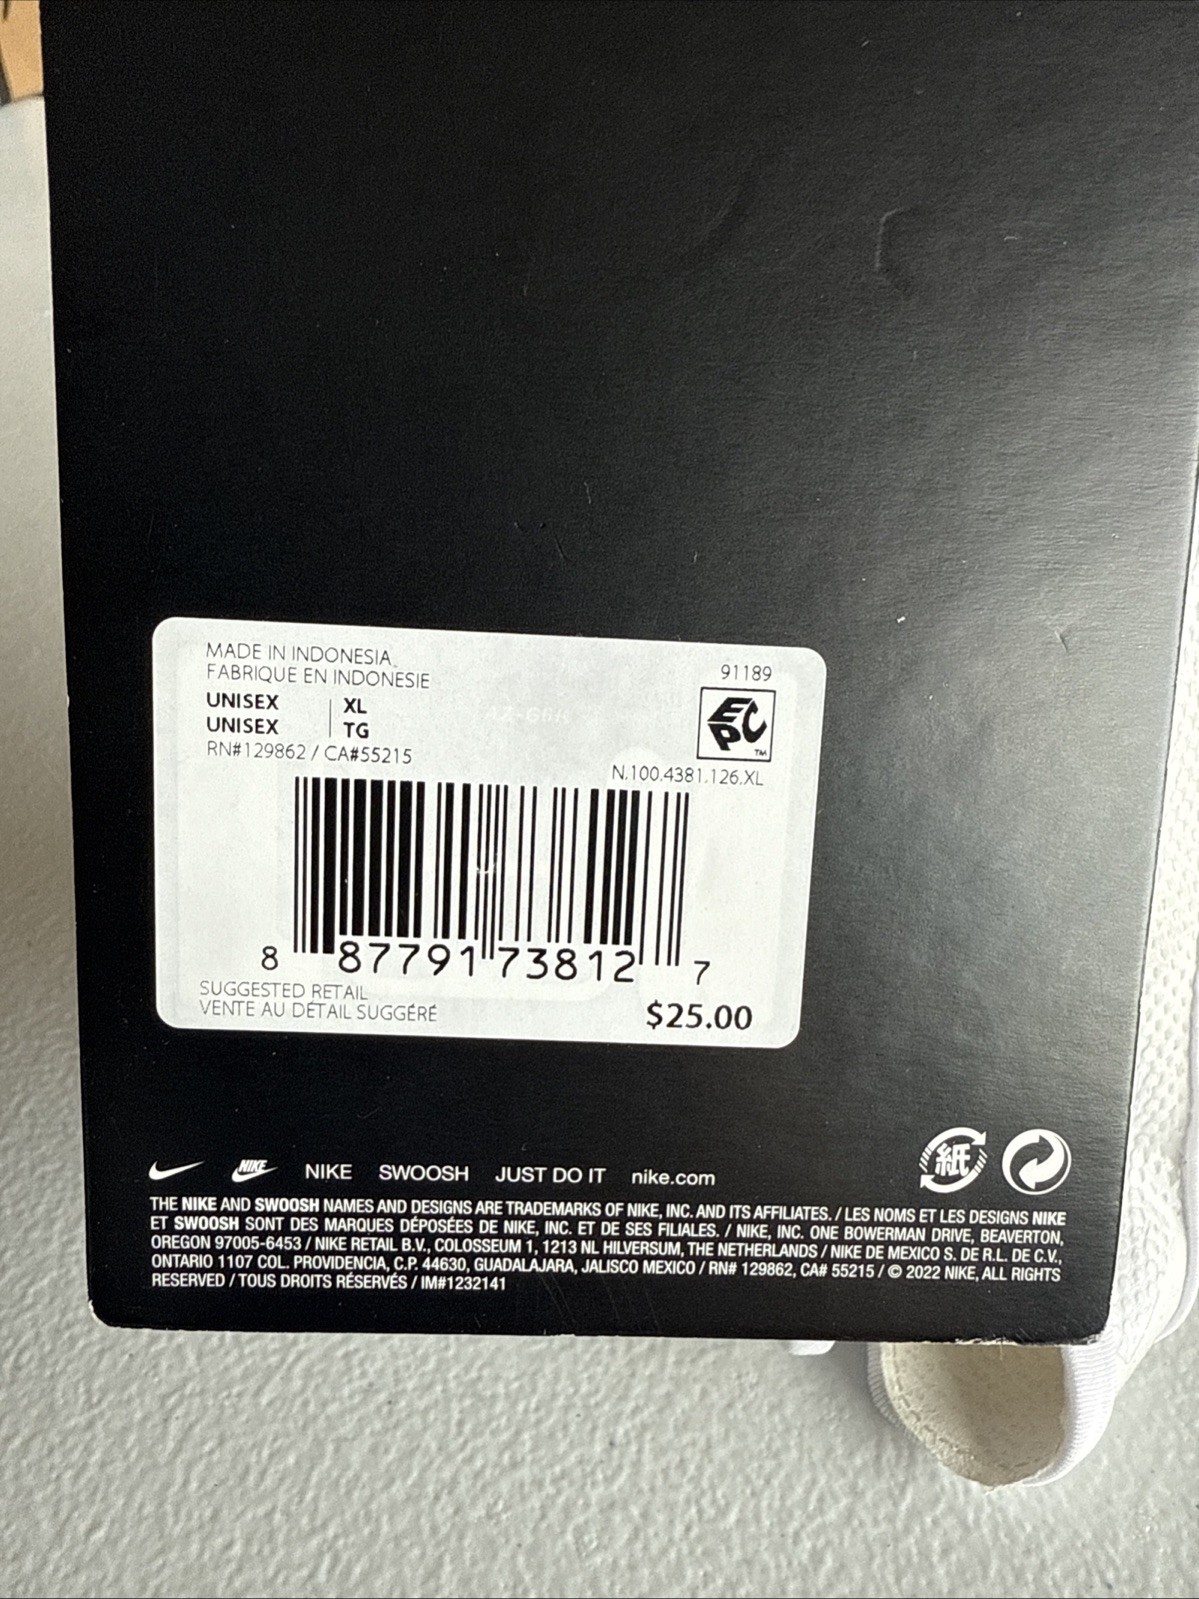 MADE IN INDONESIA
FABRIQUE EN INDONESIE
91189
UNISEX | XL
UNISEX | TG
RN#129862 / CA#55215
EPC TM
N.100.4381.126.XL
8 87791 73812 7
SUGGESTED RETAIL
VENTE AU DÉTAIL SUGGÉRÉ
$25.00
NIKE NIKE SWOOSH JUST DO IT nike.com
紙
THE NIKE AND SWOOSH NAMES AND DESIGNS ARE TRADEMARKS OF NIKE, INC. AND ITS AFFILIATES. / LES NOMS ET LES DESIGNS NIKE
ET SWOOSH SONT DES MARQUES DÉPOSÉES DE NIKE, INC. ET DE SES FILIALES. / NIKE, INC. ONE BOWERMAN DRIVE, BEAVERTON,
OREGON 97005-6453 / NIKE RETAIL B.V., COLOSSEUM 1, 1213 NL HILVERSUM, THE NETHERLANDS / NIKE DE MEXICO S. DE R.L. DE C.V.,
ONTARIO 1107 COL. PROVIDENCIA, C.P. 44630, GUADALAJARA, JALISCO MEXICO / RN# 129862, CA# 55215 / © 2022 NIKE, ALL RIGHTS
RESERVED / TOUS DROITS RÉSERVÉS / IM#1232141